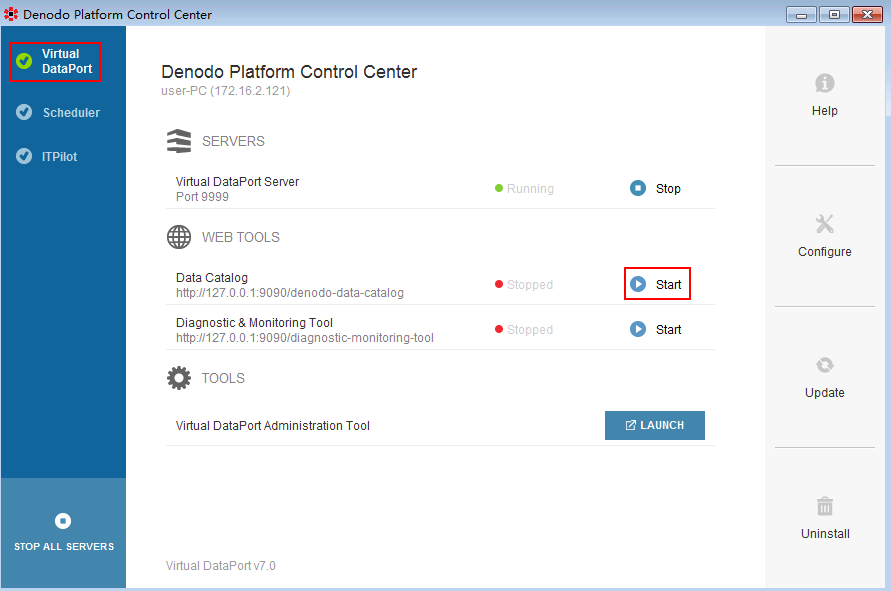 Denodo Platform Control Center
Virtual
DataPort
Scheduler
ITPilot
STOP ALL SERVERS
Denodo Platform Control Center
user-PC (172.16.2.121)
SERVERS
Virtual DataPort Server
Port 9999
Running
Stop
WEB TOOLS
Data Catalog
http://127.0.0.1:9090/denodo-data-catalog
Stopped
Start
Diagnostic & Monitoring Tool
http://127.0.0.1:9090/diagnostic-monitoring-tool
Stopped
Start
TOOLS
Virtual DataPort Administration Tool
LAUNCH
Virtual DataPort v7.0
Help
Configure
Update
Uninstall